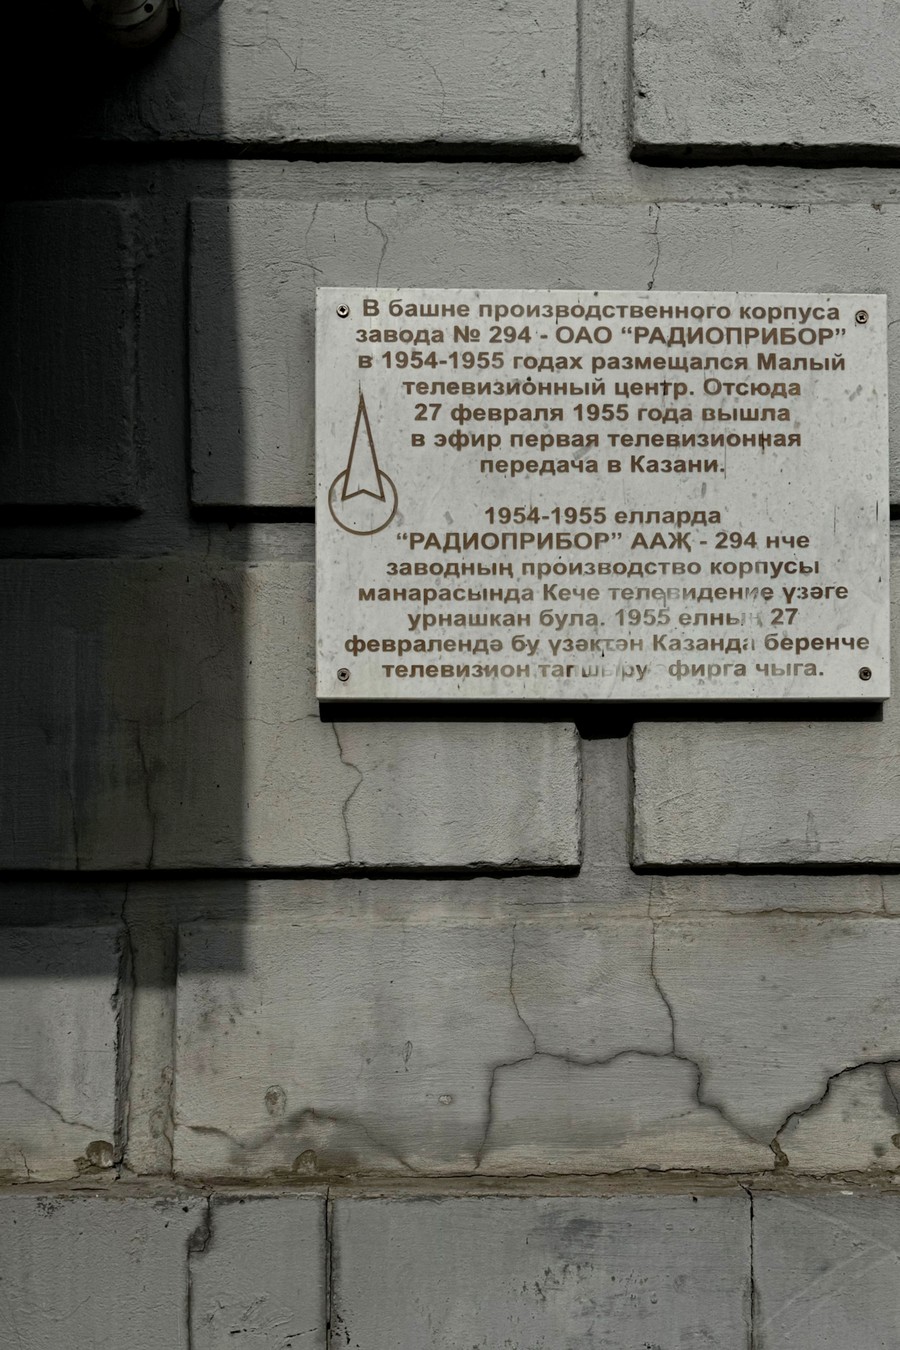 В башне производственного корпуса
завода № 294 - ОАО “РАДИОПРИБОР”
в 1954-1955 годах размещался Малый
телевизионный центр. Отсюда
27 февраля 1955 года вышла
в эфир первая телевизионная
передача в Казани.
1954-1955 елларда
“РАДИОПРИБОР” ААҖ - 294 нче
заводның производство корпусы
манарасында Кече телевидение үзәге
урнашкан була. 1955 елның 27
февралендә бу үзәктән Казанда беренче
телевизион тапшыру эфирга чыга.